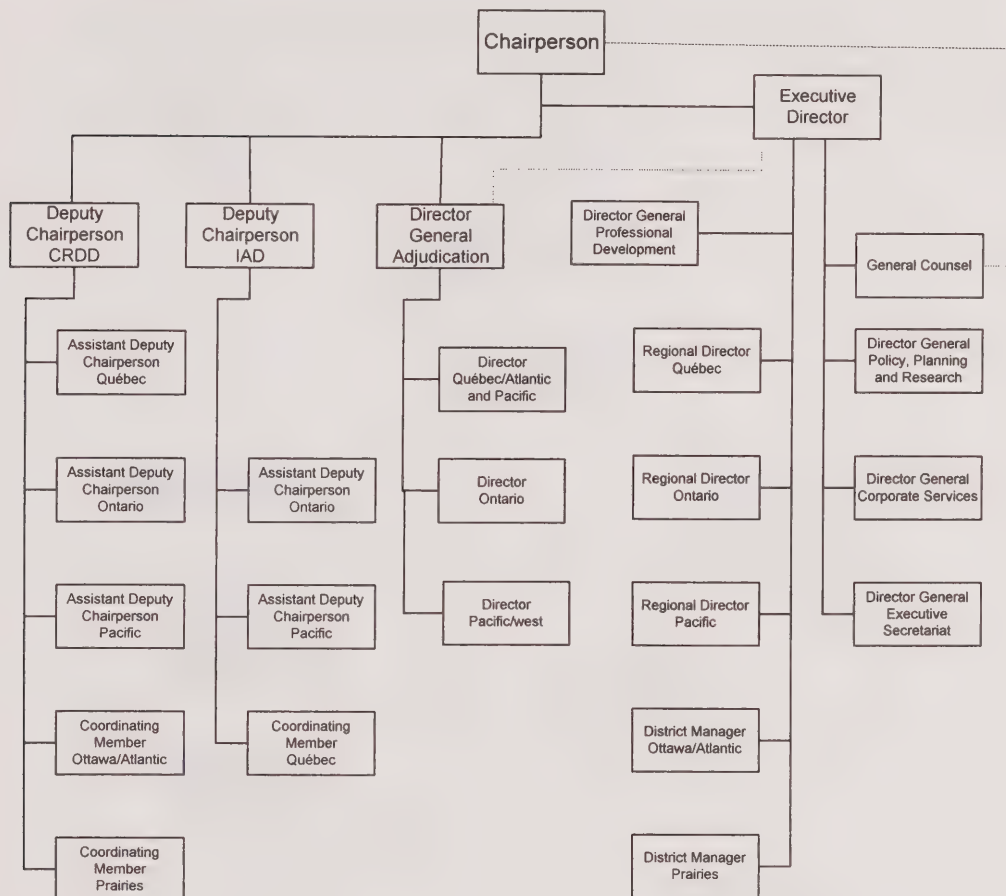 Chairperson
Executive
Director
Deputy
Chairperson
CRDD
Deputy
Chairperson
IAD
Director
General
Adjudication
Director General
Professional
Development
General Counsel
Assistant Deputy
Chairperson
Québec
Director
Québec/Atlantic
and Pacific
Regional Director
Québec
Director General
Policy, Planning
and Research
Assistant Deputy
Chairperson
Ontario
Assistant Deputy
Chairperson
Ontario
Director
Ontario
Regional Director
Ontario
Director General
Corporate Services
Assistant Deputy
Chairperson
Pacific
Assistant Deputy
Chairperson
Pacific
Director
Pacific/west
Regional Director
Pacific
Director General
Executive
Secretariat
Coordinating
Member
Ottawa/Atlantic
Coordinating
Member
Québec
District Manager
Ottawa/Atlantic
Coordinating
Member
Prairies
District Manager
Prairies